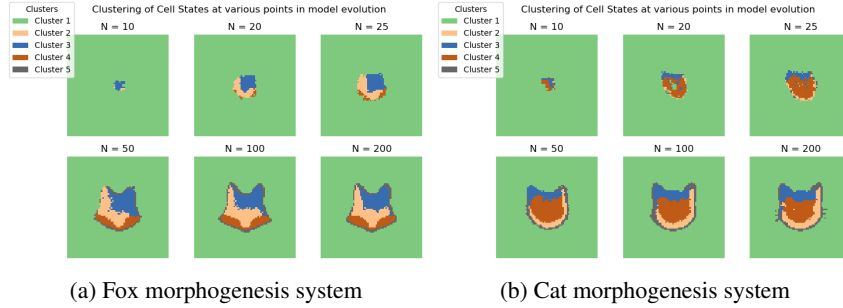 Clustering of Cell States at various points in model evolution
Clusters
Cluster 1
Cluster 2
Cluster 3
Cluster 4
Cluster 5
N = 10
N = 20
N = 25
N = 50
N = 100
N = 200
(a) Fox morphogenesis system
Clustering of Cell States at various points in model evolution
Clusters
Cluster 1
Cluster 2
Cluster 3
Cluster 4
Cluster 5
N = 10
N = 20
N = 25
N = 50
N = 100
N = 200
(b) Cat morphogenesis system